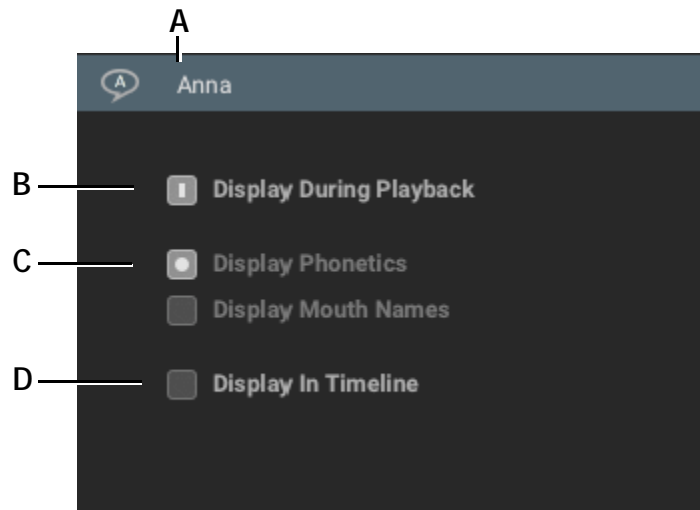 A
A Anna
B Display During Playback
C Display Phonetics
Display Mouth Names
D Display In Timeline